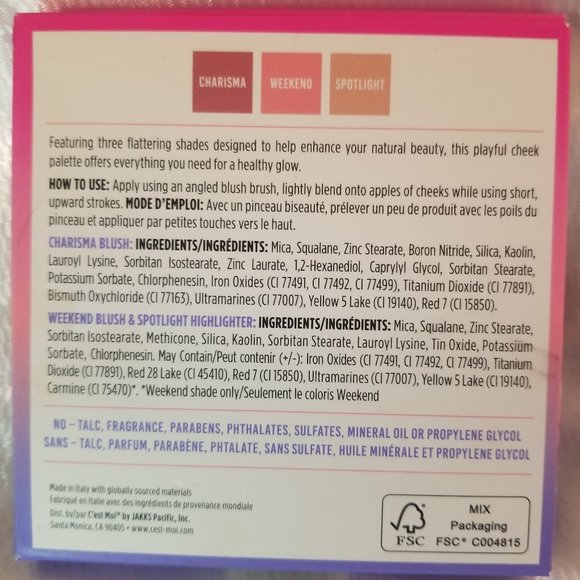 CHARISMA WEEKEND SPOTLIGHT
Featuring three flattering shades designed to help enhance your natural beauty, this playful cheek
palette offers everything you need for a healthy glow.
HOW TO USE: Apply using an angled blush brush, lightly blend onto apples of cheeks while using short,
upward strokes. MODE D'EMPLOI: Avec un pinceau biseauté, prélever un peu de produit avec les poils du
pinceau et appliquer par petites touches vers le haut.
CHARISMA BLUSH: INGREDIENTS/INGRÉDIENTS: Mica, Squalane, Zinc Stearate, Boron Nitride, Silica, Kaolin,
Lauroyl Lysine, Sorbitan Isostearate, Zinc Laurate, 1,2-Hexanediol, Caprylyl Glycol, Sorbitan Stearate,
Potassium Sorbate, Chlorphenesin, Iron Oxides (CI 77491, CI 77492, CI 77499), Titanium Dioxide (CI 77891),
Bismuth Oxychloride (CI 77163), Ultramarines (CI 77007), Yellow 5 Lake (CI 19140), Red 7 (CI 15850).
WEEKEND BLUSH & SPOTLIGHT HIGHLIGHTER: INGREDIENTS/INGRÉDIENTS: Mica, Squalane, Zinc Stearate,
Sorbitan Isostearate, Methicone, Silica, Kaolin, Sorbitan Stearate, Lauroyl Lysine, Tin Oxide, Potassium
Sorbate, Chlorphenesin. May Contain/Peut contenir (+/-): Iron Oxides (CI 77491, CI 77492, CI 77499), Titanium
Dioxide (CI 77891), Red 28 Lake (CI 45410), Red 7 (CI 15850), Ultramarines (CI 77007), Yellow 5 Lake (CI 19140),
Carmine (CI 75470)*. *Weekend shade only/Seulement le coloris Weekend
NO – TALC, FRAGRANCE, PARABENS, PHTHALATES, SULFATES, MINERAL OIL OR PROPYLENE GLYCOL
SANS – TALC, PARFUM, PARABÈNE, PHTALATE, SANS SULFATE, HUILE MINÉRALE ET PROPYLENE GLYCOL
Made in Italy with globally sourced materials
Fabriqué en Italie avec des ingrédients de provenance mondiale
Dist. by/par C'est Moi™ by JAKKS Pacific, Inc.
Santa Monica, CA 90405 • www.cest-moi.com
FSC
MIX
Packaging
FSC® C004815